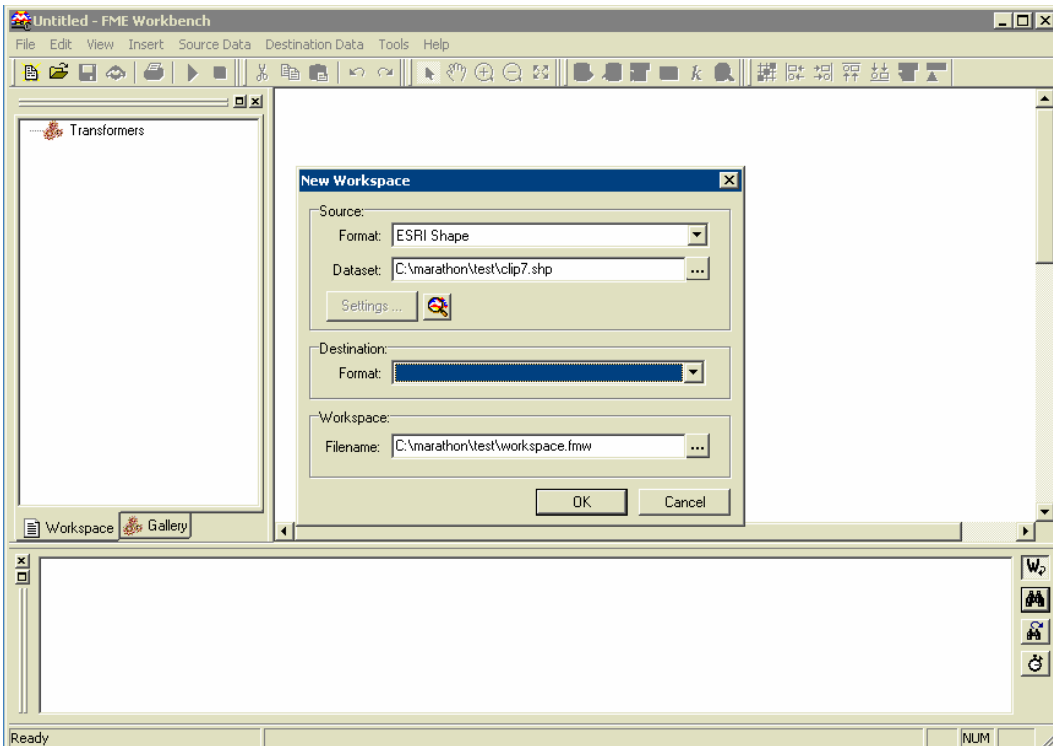 Untitled - FME Workbench
File Edit View Insert Source Data Destination Data Tools Help
Transformers
New Workspace
Source:
Format: ESRI Shape
Dataset: C:\marathon\test\clip7.shp ...
Settings ...
Destination:
Format:
Workspace:
Filename: C:\marathon\test\workspace.fmw ...
OK Cancel
Workspace Gallery
Ready NUM